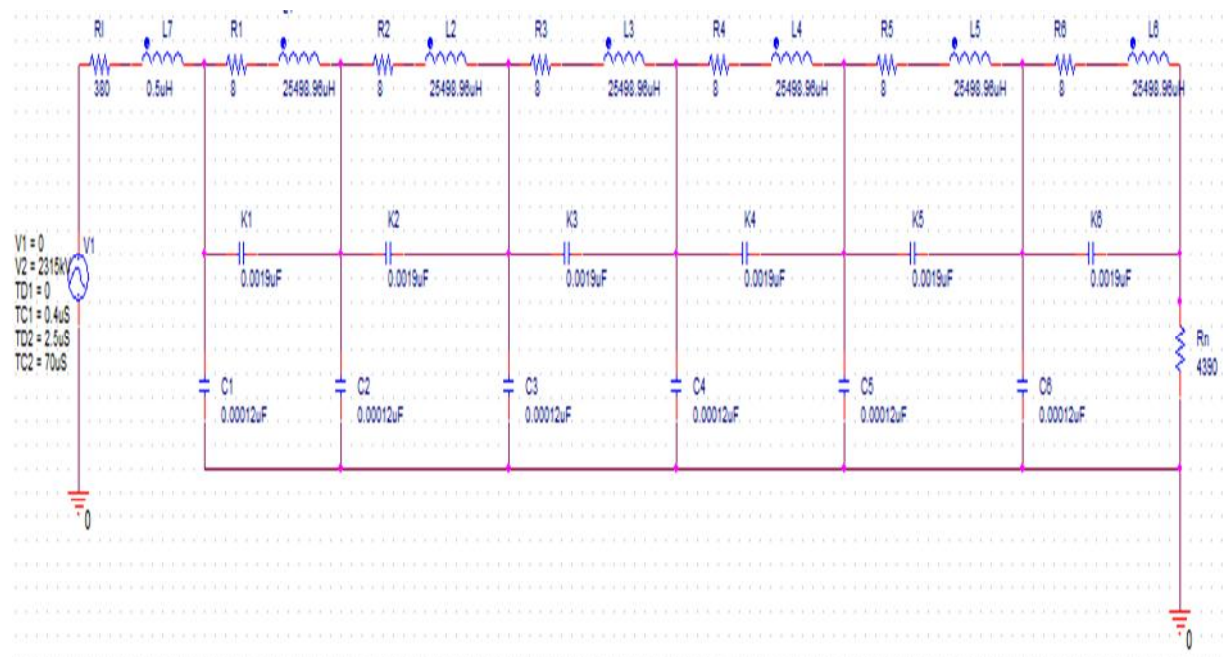 Ri L7 R1 R2 L2 R3 L3 R4 L4 R5 L5 R6 L6
380 0.5uH 8 25498.96uH 8 25498.96uH 8 25498.96uH 8 25498.96uH 8 25498.96uH 8 25498.96uH
K1 K2 K3 K4 K5 K6
0.0019uF 0.0019uF 0.0019uF 0.0019uF 0.0019uF 0.0019uF
V1 = 0 V1
V2 = 2315kV
TD1 = 0
TC1 = 0.4uS
TD2 = 2.5uS
TC2 = 70uS
Rn
4390
C1 C2 C3 C4 C5 C6
0.00012uF 0.00012uF 0.00012uF 0.00012uF 0.00012uF 0.00012uF
0
0